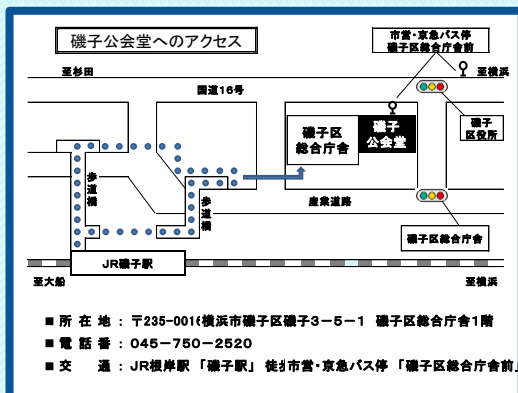 磯子公会堂へのアクセス
市営・京急バス停
磯子区総合庁舎前
至杉田
至横浜
国道16号
磯子
区役所
磯子区
総合庁舎
磯子
公会堂
歩道橋
歩道橋
産業道路
磯子区総合庁舎
JR磯子駅
至大船
至横浜
■ 所 在 地 : 〒235-0016横浜市磯子区磯子3-5-1 磯子区総合庁舎1階
■ 電 話 番 : 045-750-2520
■ 交 通 : JR根岸駅 「磯子駅」 徒歩市営・京急バス停 「磯子区総合庁舎前」